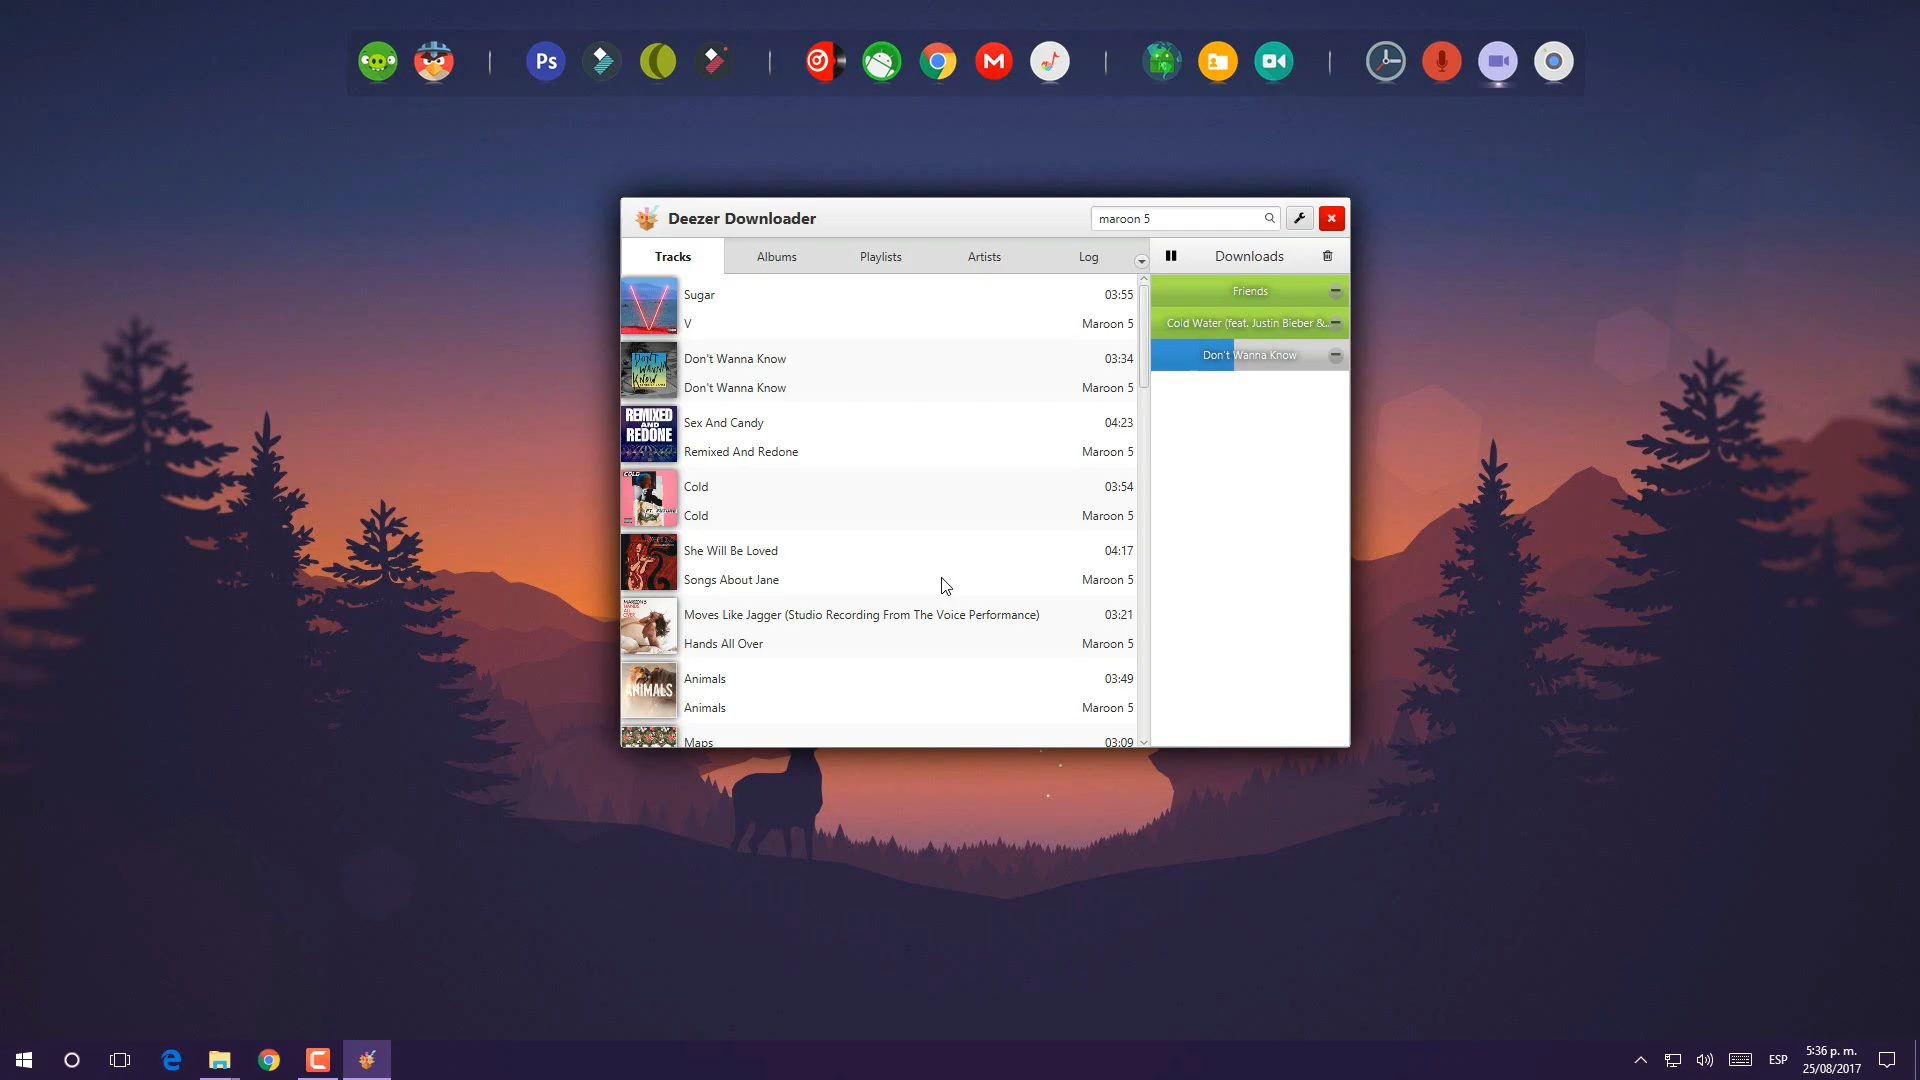 Ps
Deezer Downloader
maroon 5
Tracks
Albums
Playlists
Artists
Log
Downloads
Sugar
03:55
V
Maroon 5
Don't Wanna Know
03:34
Don't Wanna Know
Maroon 5
REMIXED
AND
REDONE
Sex And Candy
04:23
Remixed And Redone
Maroon 5
COLD
Cold
03:54
Cold
Maroon 5
She Will Be Loved
04:17
Songs About Jane
Maroon 5
Moves Like Jagger (Studio Recording From The Voice Performance)
03:21
Hands All Over
Maroon 5
ANIMALS
Animals
03:49
Animals
Maroon 5
Maps
03:09
Friends
Cold Water (feat. Justin Bieber &...
Don't Wanna Know
ESP
5:36 p. m.
25/08/2017